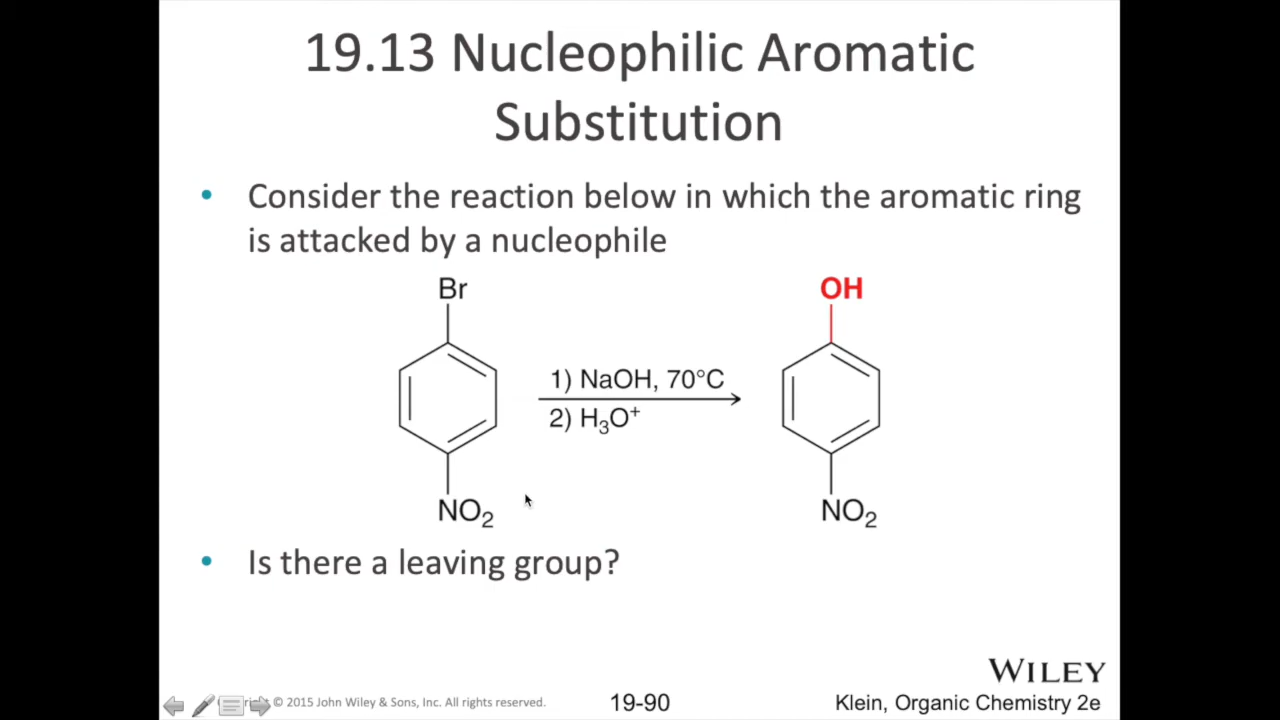 19.13 Nucleophilic Aromatic
Substitution
• Consider the reaction below in which the aromatic ring
is attacked by a nucleophile
Br
OH
1) NaOH, 70°C
2) H₃O⁺
NO₂
NO₂
• Is there a leaving group?
WILEY
© 2015 John Wiley & Sons, Inc. All rights reserved.
19-90
Klein, Organic Chemistry 2e